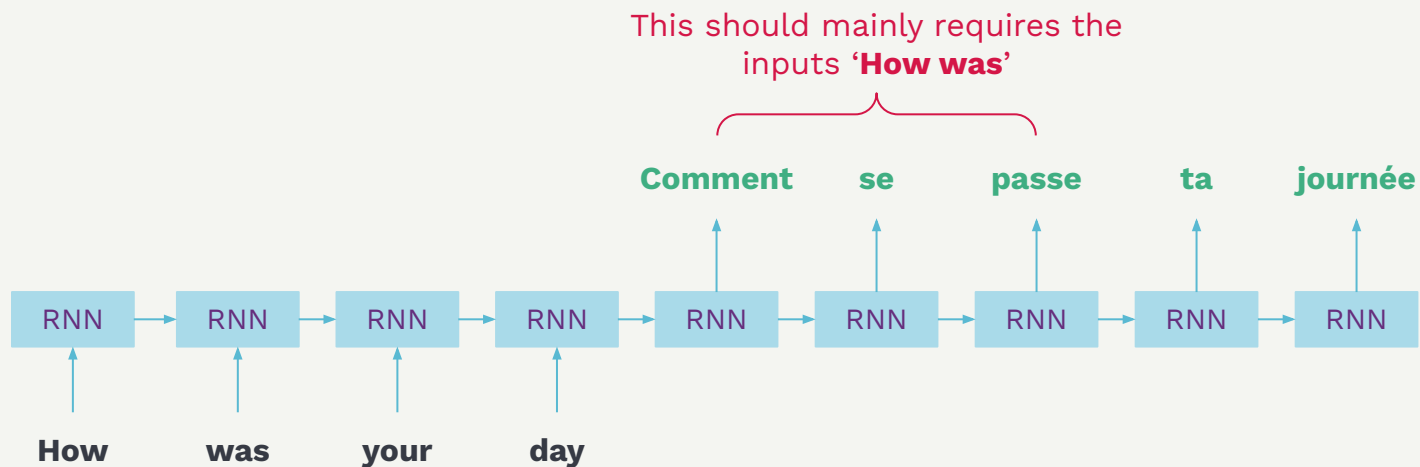 This should mainly requires the
inputs ‘How was’
Comment se passe ta journée
RNN RNN RNN RNN RNN RNN RNN RNN RNN
How was your day